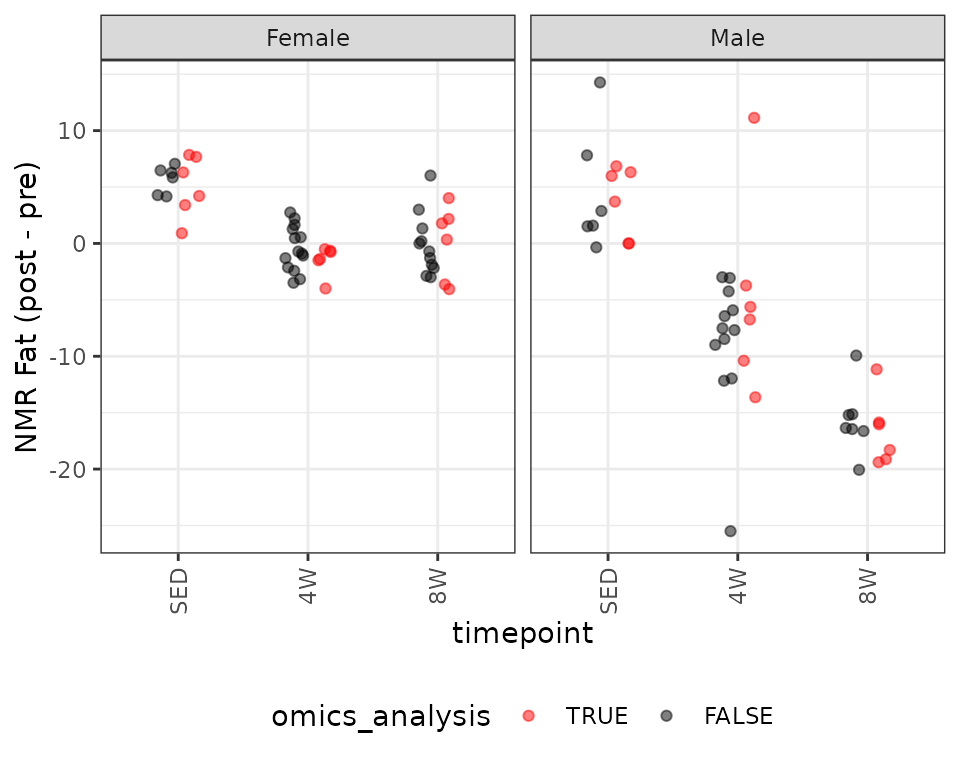 Female
Male
NMR Fat (post - pre)
10
0
-10
-20
SED
4W
8W
SED
4W
8W
timepoint
omics_analysis TRUE FALSE